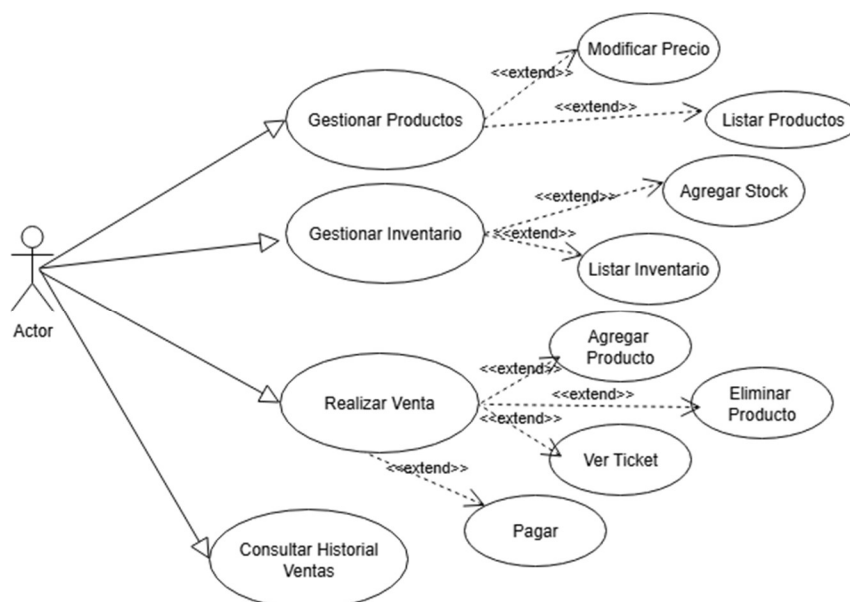 Modificar Precio
<<extend>>
Gestionar Productos
<<extend>>
Listar Productos
<<extend>>
Agregar Stock
Gestionar Inventario
<<extend>>
Listar Inventario
Actor
Agregar
Producto
<<extend>>
Realizar Venta
<<extend>>
Eliminar
Producto
<<extend>>
Ver Ticket
<<extend>>
Pagar
Consultar Historial
Ventas